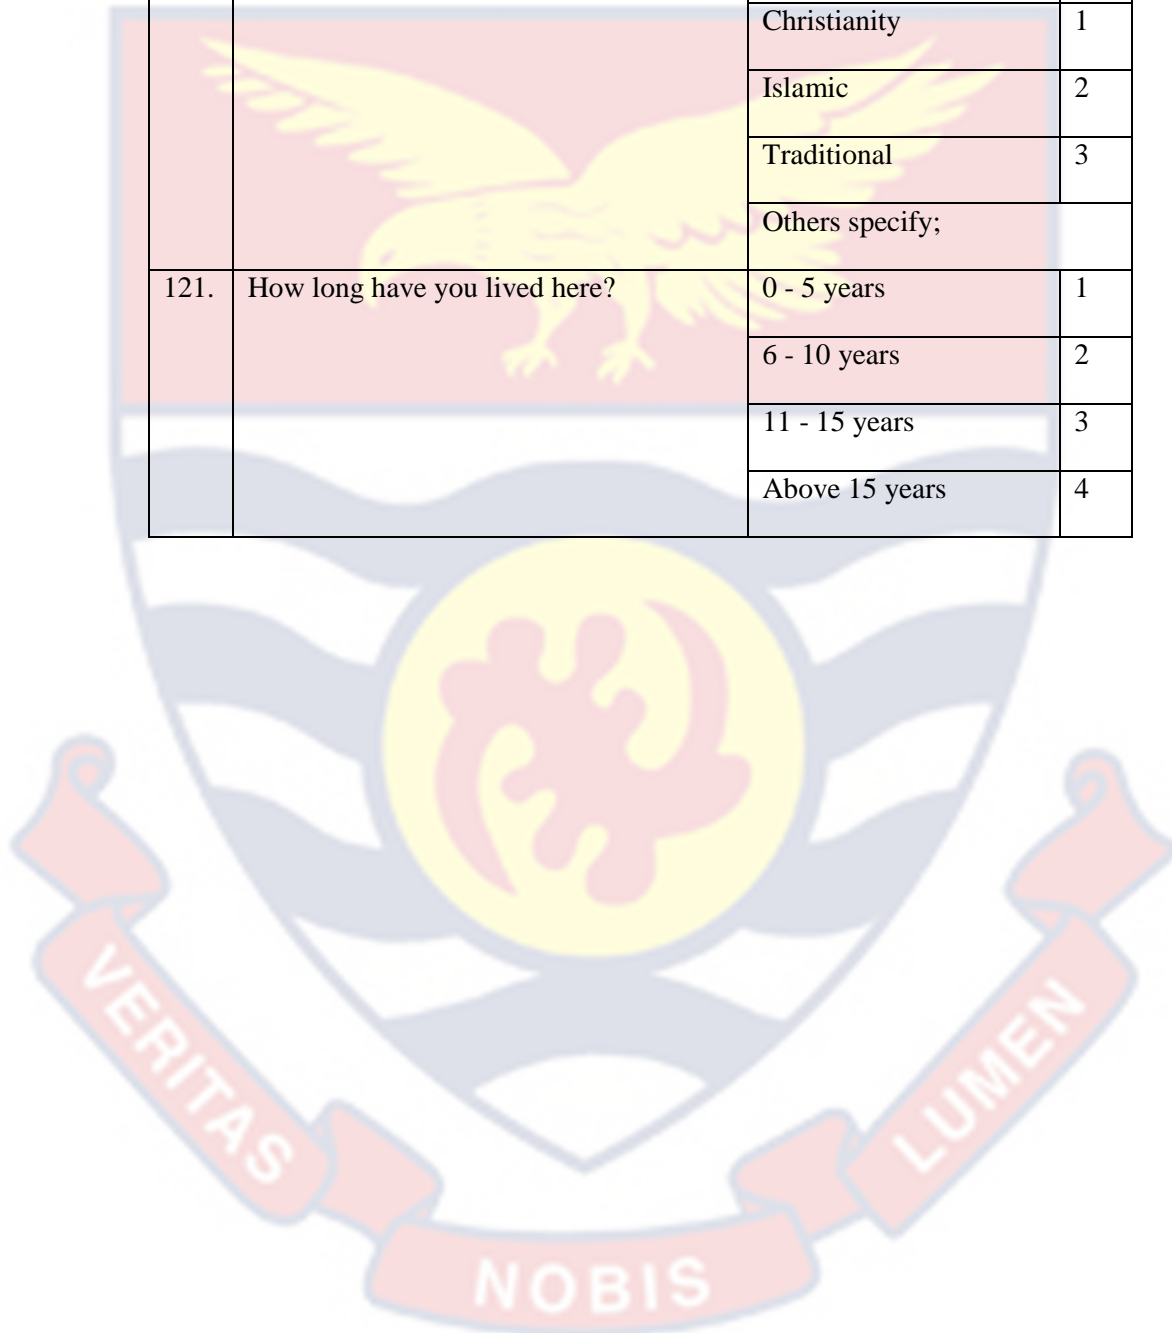 Christianity 1
Islamic 2
Traditional 3
Others specify;
121. How long have you lived here? 0 - 5 years 1
6 - 10 years 2
11 - 15 years 3
Above 15 years 4
VERITAS
NOBIS
LUMEN